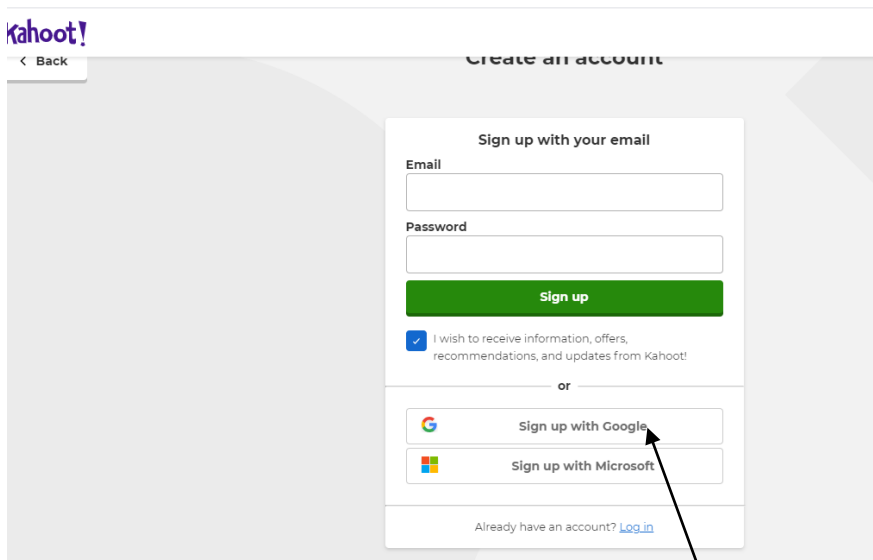 Kahoot!
< Back
Create an account
Sign up with your email
Email
Password
Sign up
I wish to receive information, offers,
recommendations, and updates from Kahoot!
or
Sign up with Google
Sign up with Microsoft
Already have an account? Log in